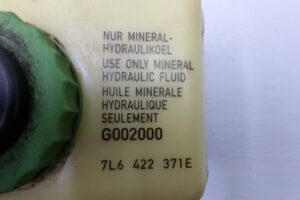 NUR MINERAL-
HYDRAULIKOEL
USE ONLY MINERAL
HYDRAULIC FLUID
HUILE MINERALE
HYDRAULIQUE
SEULEMENT
G002000
7L6 422 371E